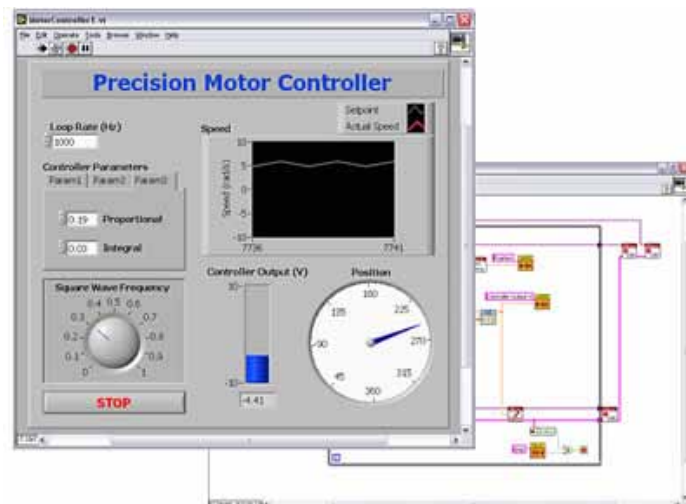 MotorController1.vi
File Edit Operate Tools Browse Window Help
Precision Motor Controller
Loop Rate (Hz)
1000
Controller Parameters
Param1 Param2 Param3
0.19 Proportional
0.03 Integral
Square Wave Frequency
0 0.1 0.2 0.3 0.4 0.5 0.6 0.7 0.8 0.9 1
STOP
Setpoint
Actual Speed
Speed
Speed (rad/s)
10
5
0
-5
-10
7736 7741
Controller Output (V)
10
-10
-4.41
Position
45 90 135 180 225 270 315 360